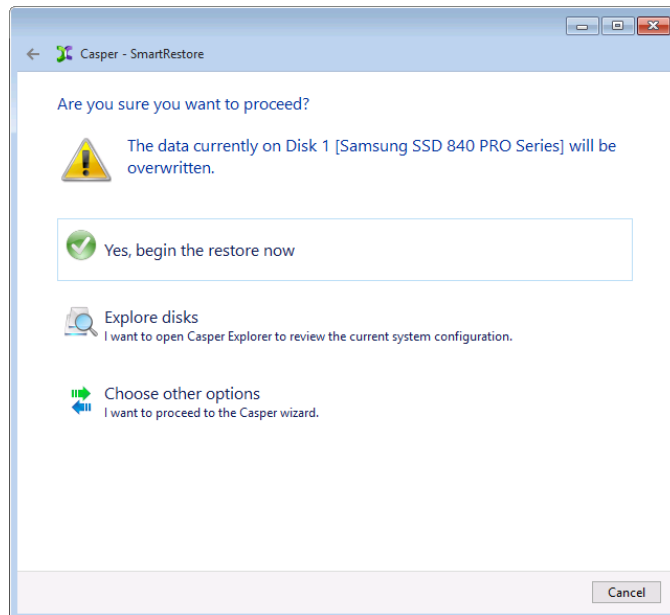 Casper - SmartRestore
Are you sure you want to proceed?
The data currently on Disk 1 [Samsung SSD 840 PRO Series] will be
overwritten.
Yes, begin the restore now
Explore disks
I want to open Casper Explorer to review the current system configuration.
Choose other options
I want to proceed to the Casper wizard.
Cancel